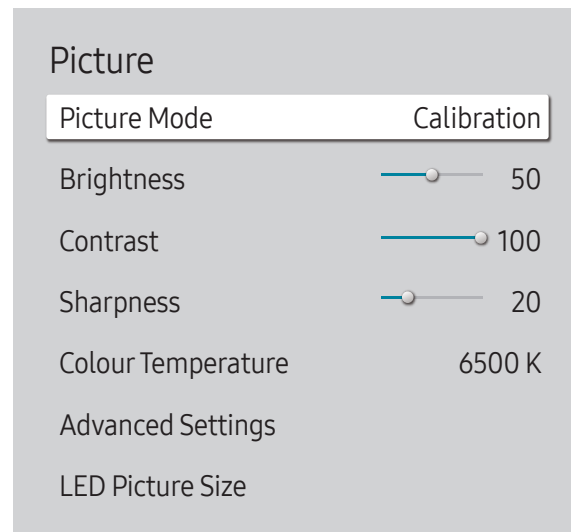 Picture
Picture Mode Calibration
Brightness 50
Contrast 100
Sharpness 20
Colour Temperature 6500 K
Advanced Settings
LED Picture Size